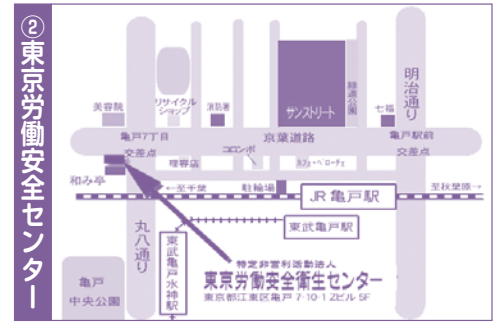 ②東京労働安全センター
美容院
リサイクル
ショップ
消防署
サンストリート
緑道公園
七福
明治通り
亀戸7丁目
交差点
京葉道路
亀戸駅前
交差点
理容店
コロンボ
カフェ・ベローチェ
和み亭
←至千葉
駐輪場
JR亀戸駅
至秋葉原→
丸八通り
東武亀戸水神駅
東武亀戸駅
亀戸
中央公園
特定非営利活動法人
東京労働安全衛生センター
東京都江東区亀戸 7-10-1 Zビル 5F